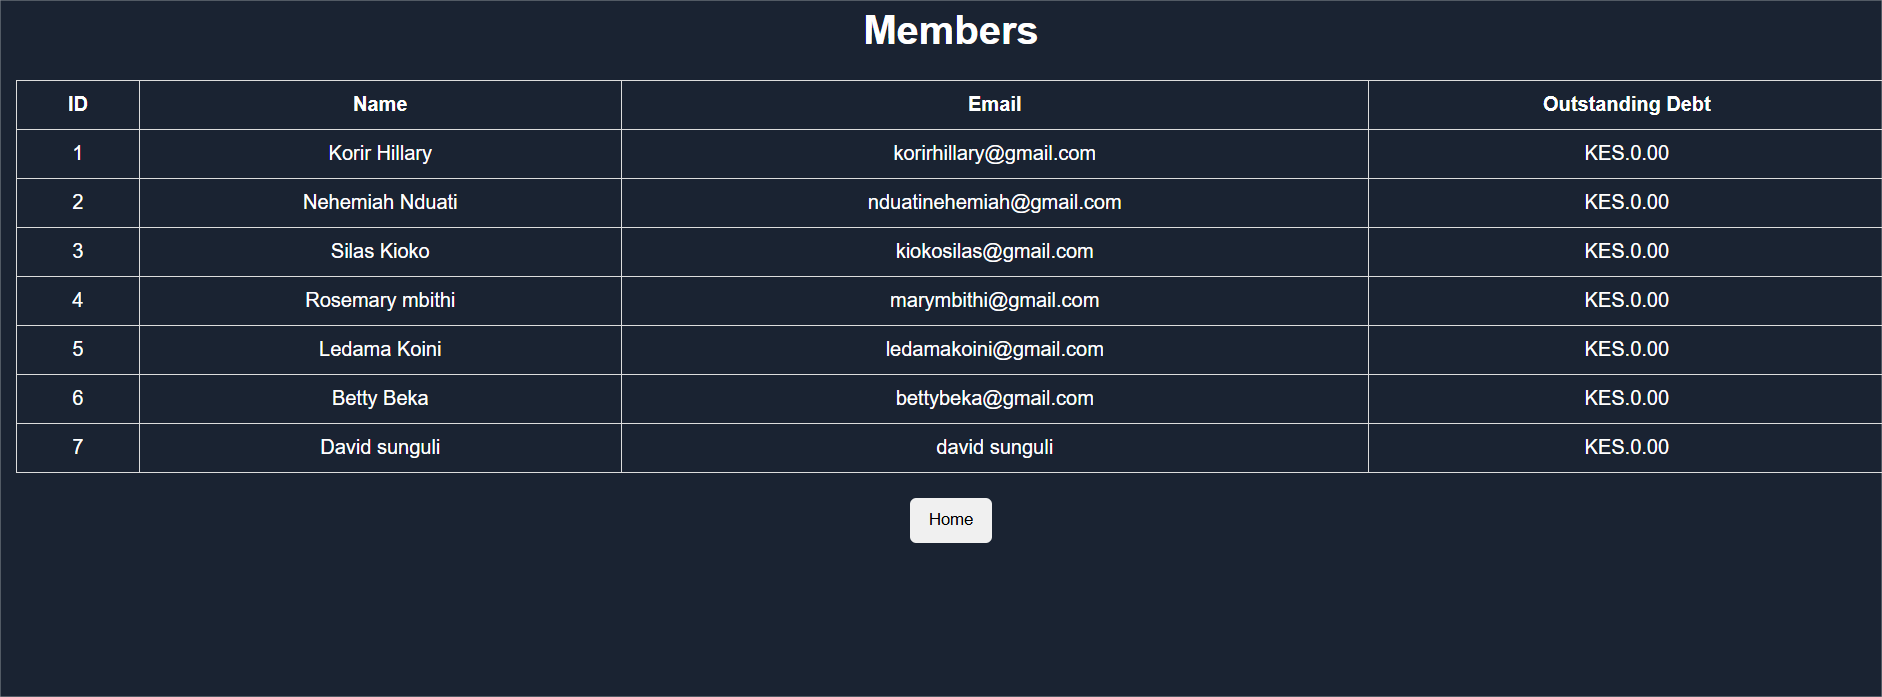 Members
ID Name Email Outstanding Debt
1 Korir Hillary korirhillary@gmail.com KES.0.00
2 Nehemiah Nduati nduatinehemiah@gmail.com KES.0.00
3 Silas Kioko kiokosilas@gmail.com KES.0.00
4 Rosemary mbithi marymbithi@gmail.com KES.0.00
5 Ledama Koini ledamakoini@gmail.com KES.0.00
6 Betty Beka bettybeka@gmail.com KES.0.00
7 David sunguli david sunguli KES.0.00
Home